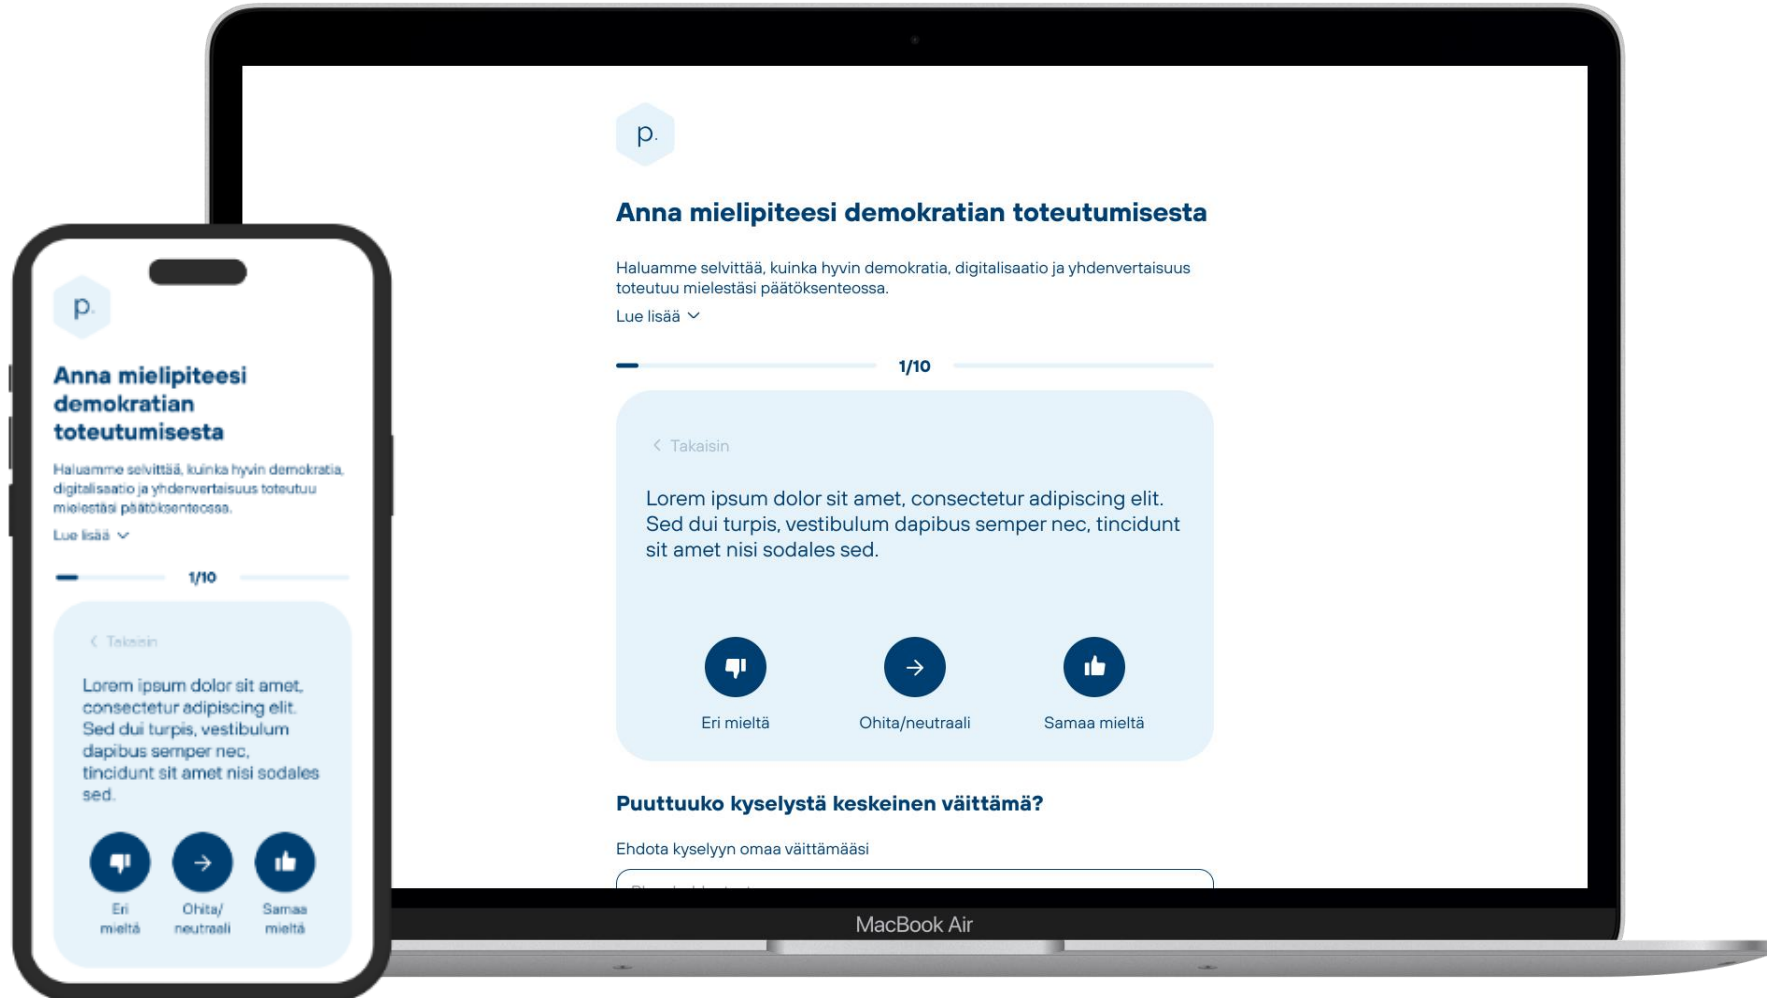 p.
Anna mielipiteesi
demokratian
toteutumisesta
Haluamme selvittää, kuinka hyvin demokratia,
digitalisaatio ja yhdenvertaisuus toteutuu
mielestäsi päätöksenteossa.
Lue lisää
1/10
Takaisin
Lorem ipsum dolor sit amet,
consectetur adipiscing elit.
Sed dui turpis, vestibulum
dapibus semper nec,
tincidunt sit amet nisi sodales
sed.
Eri
mieltä
Ohita/
neutraali
Samaa
mieltä
p.
Anna mielipiteesi demokratian toteutumisesta
Haluamme selvittää, kuinka hyvin demokratia, digitalisaatio ja yhdenvertaisuus
toteutuu mielestäsi päätöksenteossa.
Lue lisää
1/10
Takaisin
Lorem ipsum dolor sit amet, consectetur adipiscing elit.
Sed dui turpis, vestibulum dapibus semper nec, tincidunt
sit amet nisi sodales sed.
Eri mieltä
Ohita/neutraali
Samaa mieltä
Puuttuuko kyselystä keskeinen väittämä?
Ehdota kyselyyn omaa väittämääsi
MacBook Air